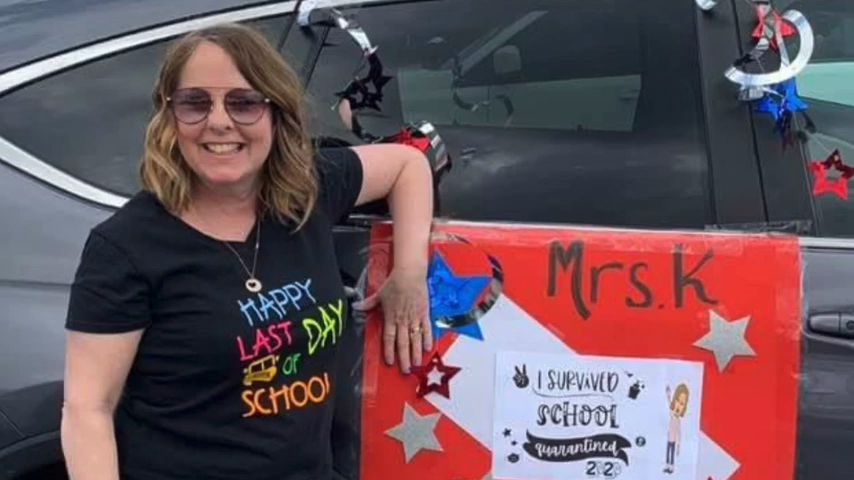 HAPPY
LAST DAY
OF
SCHOOL
Mrs. K
I SURVIVED
SCHOOL
quarantined
2020